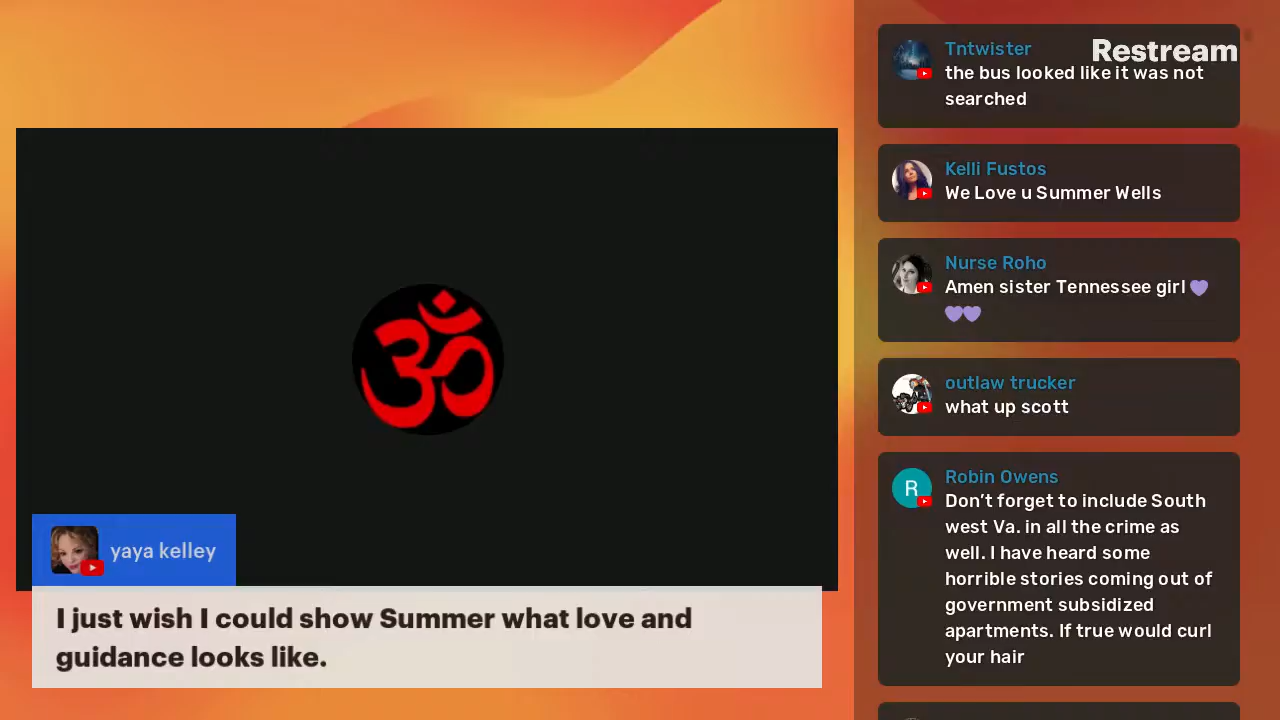 Restream
Tntwister
the bus looked like it was not
searched
Kelli Fustos
We Love u Summer Wells
Nurse Roho
Amen sister Tennessee girl 💜
💜💜
outlaw trucker
what up scott
R
Robin Owens
Don’t forget to include South
west Va. in all the crime as
well. I have heard some
horrible stories coming out of
government subsidized
apartments. If true would curl
your hair
ॐ
yaya kelley
I just wish I could show Summer what love and
guidance looks like.